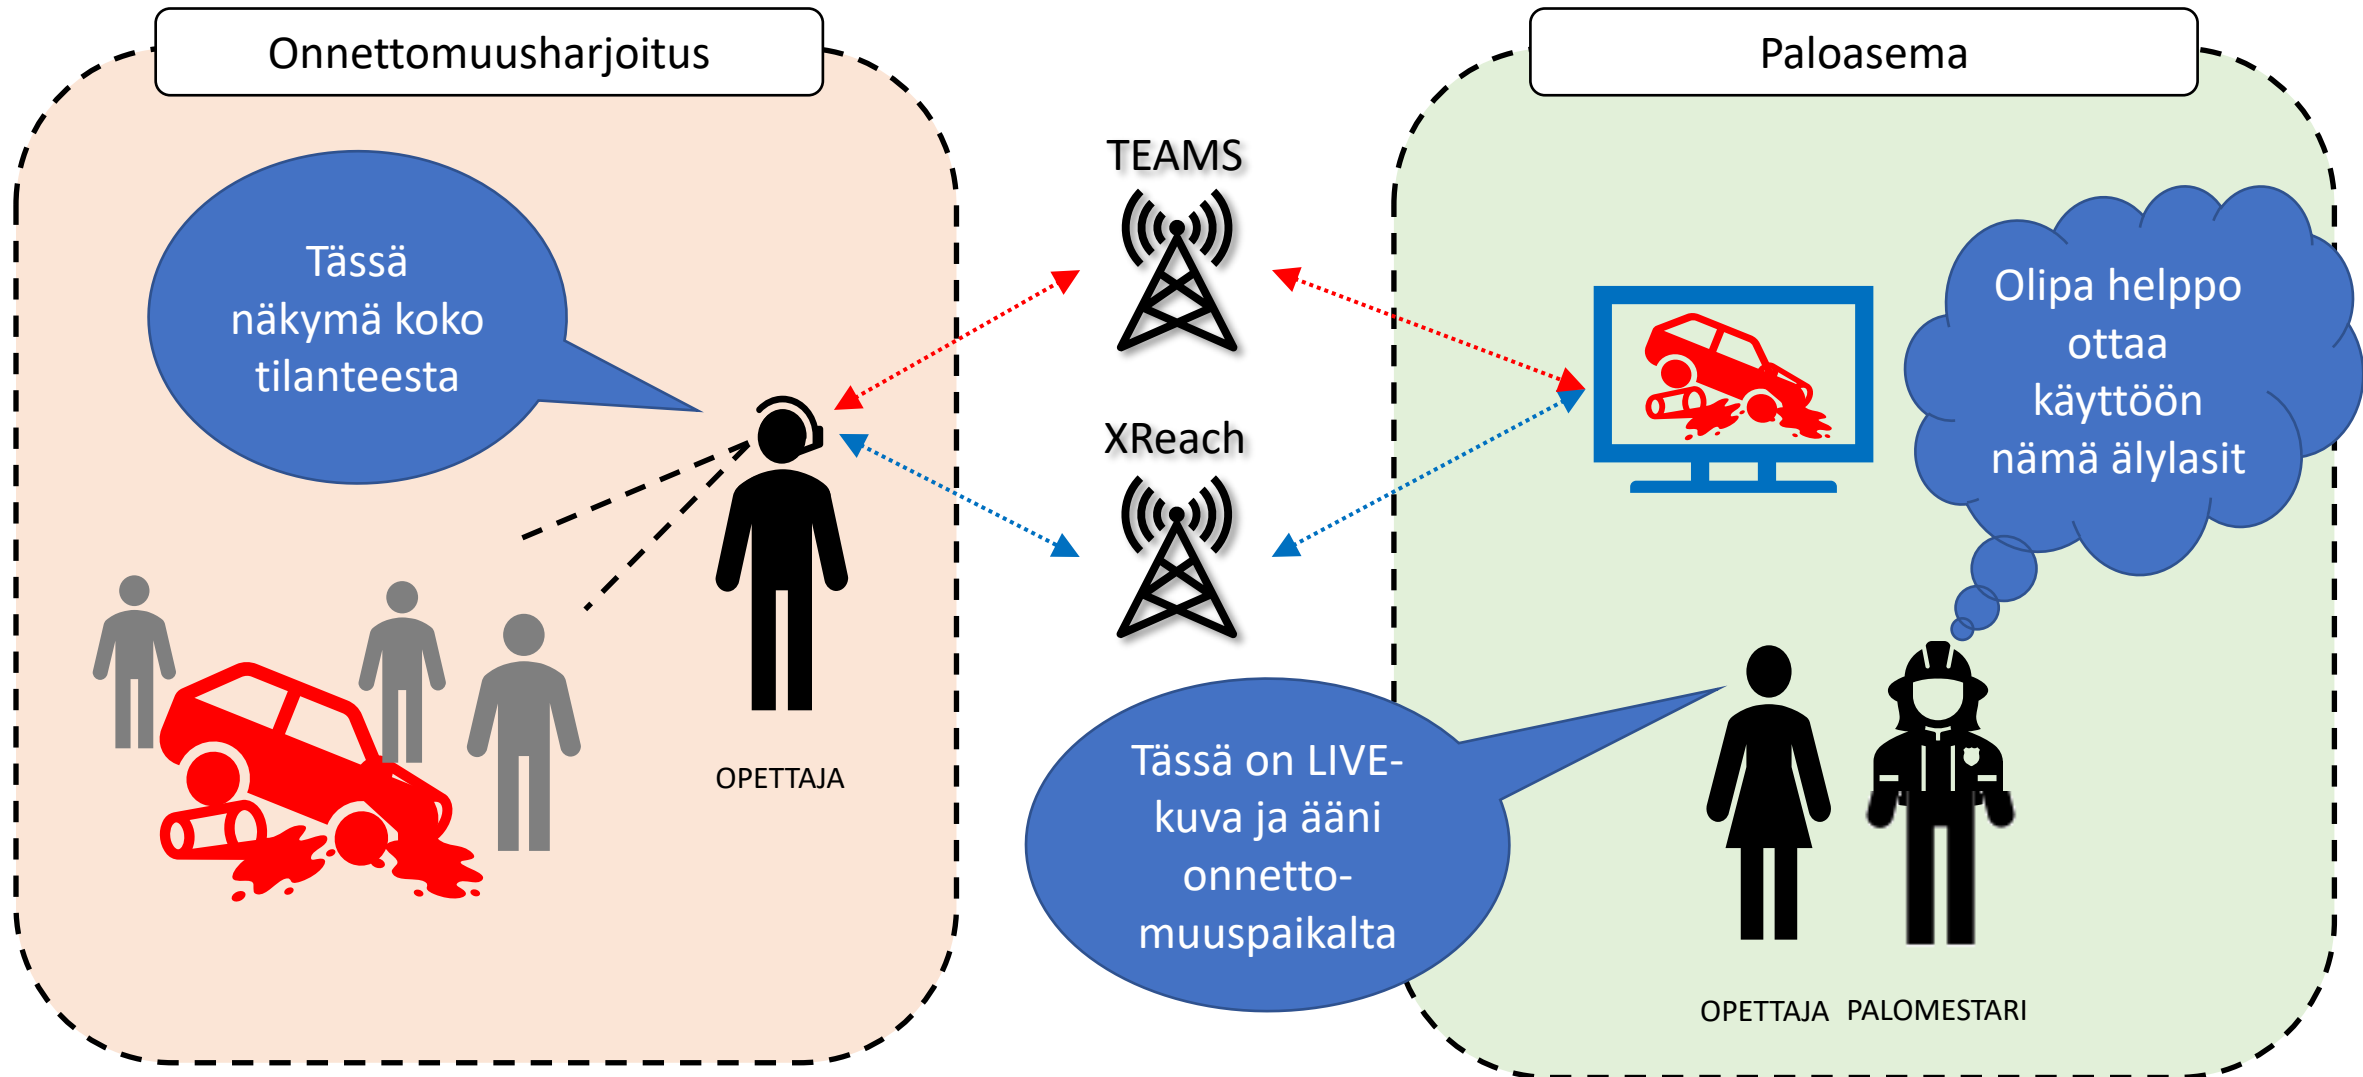 Onnettomuusharjoitus
Paloasema
Tässä
näkymä koko
tilanteesta
OPETTAJA
TEAMS
XReach
Tässä on LIVE-
kuva ja ääni
onnetto-
muuspaikalta
Olipa helppo
ottaa
käyttöön
nämä älylasit
OPETTAJA
PALOMESTARI